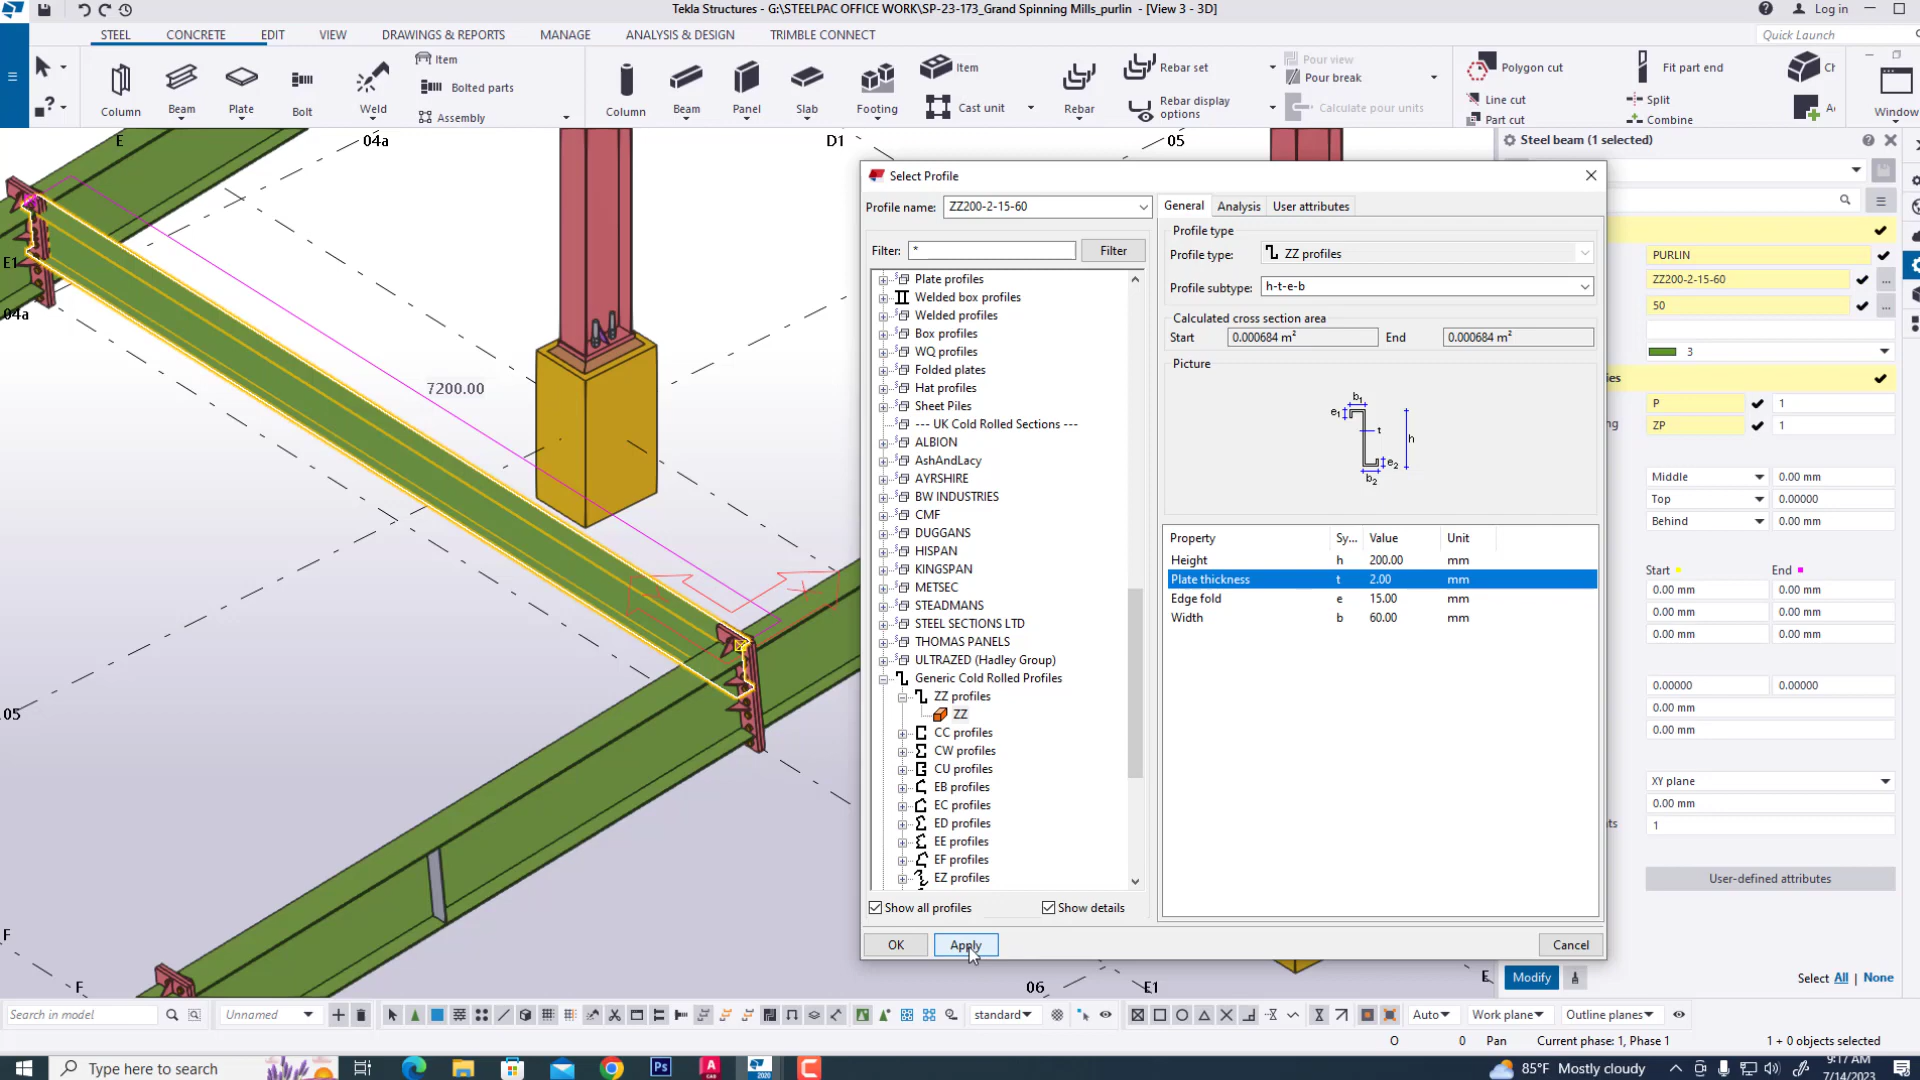 Tekla Structures - G:\STEELPAC OFFICE WORK\SP-23-173_Grand Spinning Mills_purlin - [View 3 - 3D]
Log in
STEEL CONCRETE EDIT VIEW DRAWINGS & REPORTS MANAGE ANALYSIS & DESIGN TRIMBLE CONNECT
Quick Launch
Column Beam Plate Bolt Weld
Item
Bolted parts
Assembly
Column Beam Panel Slab Footing
Item
Cast unit
Rebar
Rebar set
Rebar display options
Pour view
Pour break
Calculate pour units
Polygon cut
Line cut
Part cut
Fit part end
Split
Combine
Window
E
04a
D1
05
E1
04a
7200.00
05
F
F
06
E1
E
Select Profile
Profile name: ZZ200-2-15-60
Filter: * Filter
Plate profiles
Welded box profiles
Welded profiles
Box profiles
WQ profiles
Folded plates
Hat profiles
Sheet Piles
--- UK Cold Rolled Sections ---
ALBION
AshAndLacy
AYRSHIRE
BW INDUSTRIES
CMF
DUGGANS
HISPAN
KINGSPAN
METSEC
STEADMANS
STEEL SECTIONS LTD
THOMAS PANELS
ULTRAZED (Hadley Group)
Generic Cold Rolled Profiles
ZZ profiles
ZZ
CC profiles
CW profiles
CU profiles
EB profiles
EC profiles
ED profiles
EE profiles
EF profiles
EZ profiles
Show all profiles Show details
OK Apply Cancel
General Analysis User attributes
Profile type
Profile type: ZZ profiles
Profile subtype: h-t-e-b
Calculated cross section area
Start 0.000684 m² End 0.000684 m²
Picture
b1
e1
t
h
e2
b2
Property Sy... Value Unit
Height h 200.00 mm
Plate thickness t 2.00 mm
Edge fold e 15.00 mm
Width b 60.00 mm
Steel beam (1 selected)
PURLIN
ZZ200-2-15-60
50
3
ies
P 1
ng ZP 1
Middle 0.00 mm
Top 0.00000
Behind 0.00 mm
Start End
0.00 mm 0.00 mm
0.00 mm 0.00 mm
0.00 mm 0.00 mm
0.00000 0.00000
0.00 mm
0.00 mm
XY plane
0.00 mm
ts 1
User-defined attributes
Modify Select All | None
Search in model Unnamed standard Auto Work plane Outline planes
O 0 Pan Current phase: 1, Phase 1 1 + 0 objects selected
Type here to search
Ps
2020
85°F Mostly cloudy
9:17 AM
7/14/2023